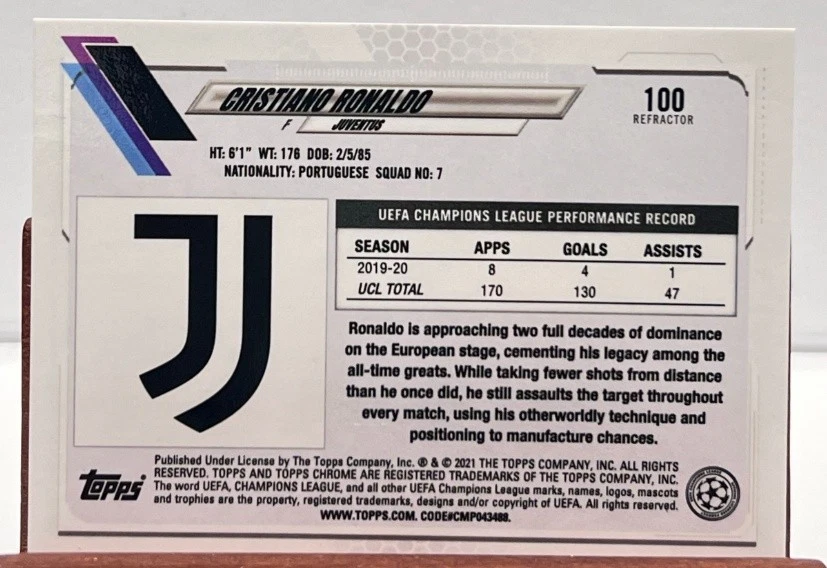 CRISTIANO RONALDO
100
REFRACTOR
F JUVENTUS
HT: 6'1" WT: 176 DOB: 2/5/85
NATIONALITY: PORTUGUESE SQUAD NO: 7
UEFA CHAMPIONS LEAGUE PERFORMANCE RECORD
SEASON APPS GOALS ASSISTS
2019-20 8 4 1
UCL TOTAL 170 130 47
Ronaldo is approaching two full decades of dominance
on the European stage, cementing his legacy among the
all-time greats. While taking fewer shots from distance
than he once did, he still assaults the target throughout
every match, using his otherworldly technique and
positioning to manufacture chances.
Topps
Published Under License by The Topps Company, Inc. ® & © 2021 THE TOPPS COMPANY, INC. ALL RIGHTS
RESERVED. TOPPS AND TOPPS CHROME ARE REGISTERED TRADEMARKS OF THE TOPPS COMPANY, INC.
The word UEFA, CHAMPIONS LEAGUE, and all other UEFA Champions League marks, names, logos, mascots
and trophies are the property, registered trademarks, designs and/or copyright of UEFA. All rights reserved.
WWW.TOPPS.COM. CODE#CMP043488.